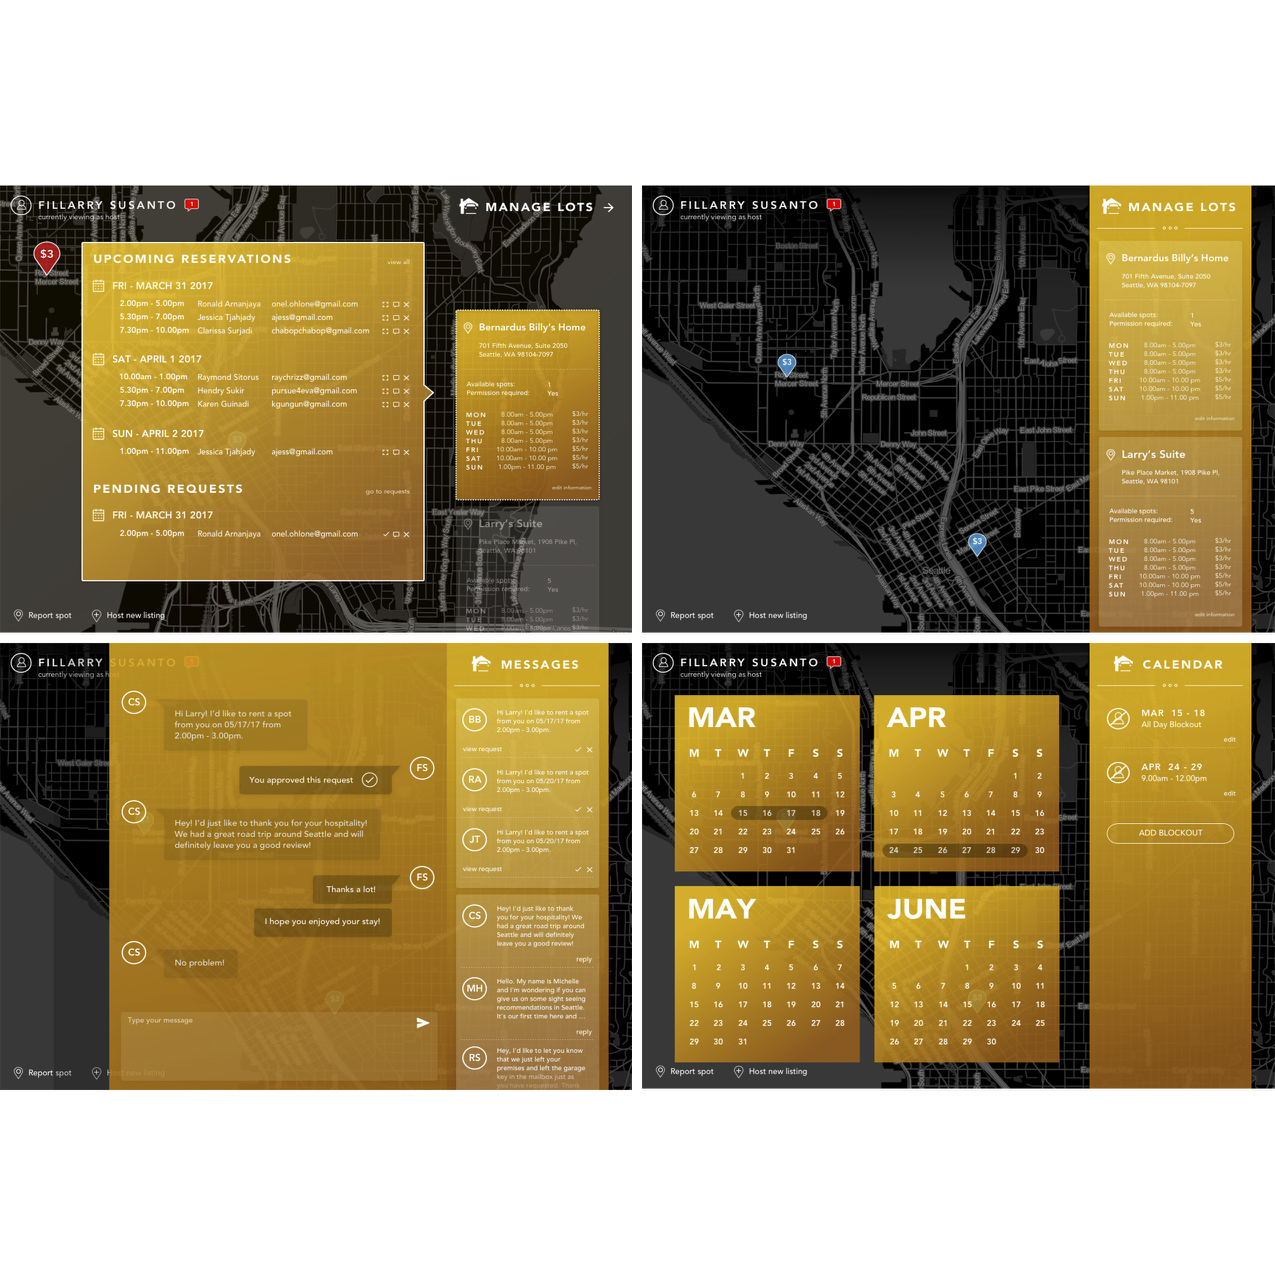 FILLARRY SUSANTO 1
currently viewing as host
MANAGE LOTS
$3
Mercer Street
Denny Way
UPCOMING RESERVATIONS
view all
FRI - MARCH 31 2017
2.00pm - 5.00pm Ronald Arnanjaya onel.ohlone@gmail.com
5.30pm - 7.00pm Jessica Tjahjady ajess@gmail.com
7.30pm - 10.00pm Clarissa Surjadi chabopchabop@gmail.com
SAT - APRIL 1 2017
10.00am - 1.00pm Raymond Sitorus raychrizz@gmail.com
5.30pm - 7.00pm Hendry Sukir pursue4eva@gmail.com
7.30pm - 10.00pm Karen Guinadi kgungun@gmail.com
SUN - APRIL 2 2017
1.00pm - 11.00pm Jessica Tjahjady ajess@gmail.com
PENDING REQUESTS
go to requests
FRI - MARCH 31 2017
2.00pm - 5.00pm Ronald Arnanjaya onel.ohlone@gmail.com
Bernardus Billy's Home
701 Fifth Avenue, Suite 2050
Seattle, WA 98104-7097
Available spots: 1
Permission required: Yes
MON 8.00am - 5.00pm $3/hr
TUE 8.00am - 5.00pm $3/hr
WED 8.00am - 5.00pm $3/hr
THU 8.00am - 5.00pm $3/hr
FRI 10.00am - 10.00 pm $5/hr
SAT 10.00am - 10.00 pm $5/hr
SUN 1.00pm - 11.00 pm $5/hr
edit information
East Yesler Way
Larry's Suite
Pike Place Market, 1908 Pike Pl,
Seattle, WA 98101
Available spots: 5
Permission required: Yes
MON 8.00am - 5.00pm $3/hr
TUE 8.00am - 5.00pm $3/hr
WED 8.00am - 5.00pm $3/hr
Report spot
Host new listing
FILLARRY SUSANTO 1
currently viewing as host
MANAGE LOTS
Boston Street
West Galer Street
$3
Mercer Street
Mercer Street
Republican Street
John Street
East John Street
Denny Way
Denny Way
East Pike Street
$3
Seattle
Bernardus Billy's Home
701 Fifth Avenue, Suite 2050
Seattle, WA 98104-7097
Available spots: 1
Permission required: Yes
MON 8.00am - 5.00pm $3/hr
TUE 8.00am - 5.00pm $3/hr
WED 8.00am - 5.00pm $3/hr
THU 8.00am - 5.00pm $3/hr
FRI 10.00am - 10.00 pm $5/hr
SAT 10.00am - 10.00 pm $5/hr
SUN 1.00pm - 11.00 pm $5/hr
edit information
Larry's Suite
Pike Place Market, 1908 Pike Pl,
Seattle, WA 98101
Available spots: 5
Permission required: Yes
MON 8.00am - 5.00pm $3/hr
TUE 8.00am - 5.00pm $3/hr
WED 8.00am - 5.00pm $3/hr
THU 8.00am - 5.00pm $3/hr
FRI 10.00am - 10.00 pm $5/hr
SAT 10.00am - 10.00 pm $5/hr
SUN 1.00pm - 11.00 pm $5/hr
edit information
Report spot
Host new listing
FILLARRY SUSANTO
currently viewing as host
CS
Hi Larry! I'd like to rent a spot
from you on 05/17/17 from
2.00pm - 3.00pm.
FS
You approved this request
CS
Hey! I'd just like to thank you for your hospitality!
We had a great road trip around Seattle and will
definitely leave you a good review!
FS
Thanks a lot!
I hope you enjoyed your stay!
CS
No problem!
Type your message
Report spot
Host new listing
MESSAGES
BB
Hi Larry! I'd like to rent a spot
from you on 05/17/17 from
2.00pm - 3.00pm.
view request
RA
Hi Larry! I'd like to rent a spot
from you on 05/20/17 from
2.00pm - 3.00pm.
view request
JT
Hi Larry! I'd like to rent a spot
from you on 05/20/17 from
2.00pm - 3.00pm.
view request
CS
Hey! I'd just like to thank
you for your hospitality! We
had a great road trip around
Seattle and will definitely
leave you a good review!
reply
MH
Hello. My name is Michelle
and I'm wondering if you can
give us on some sight seeing
recommendations in Seattle.
It's our first time here and ...
reply
RS
Hey, I'd like to let you know
that we just left your
premises and left the garage
key in the mailbox just as
you have requested. Thank
FILLARRY SUSANTO 1
currently viewing as host
MAR
M T W T F S S
1 2 3 4 5
6 7 8 9 10 11 12
13 14 15 16 17 18 19
20 21 22 23 24 25 26
27 28 29 30 31
APR
M T W T F S S
1 2
3 4 5 6 7 8 9
10 11 12 13 14 15 16
17 18 19 20 21 22 23
24 25 26 27 28 29 30
MAY
M T W T F S S
1 2 3 4 5 6 7
8 9 10 11 12 13 14
15 16 17 18 19 20 21
22 23 24 25 26 27 28
29 30 31
JUNE
M T W T F S S
1 2 3 4
5 6 7 8 9 10 11
12 13 14 15 16 17 18
19 20 21 22 23 24 25
26 27 28 29 30
Report spot
Host new listing
CALENDAR
MAR 15 - 18
All Day Blockout
edit
APR 24 - 29
9.00am - 12.00pm
edit
ADD BLOCKOUT